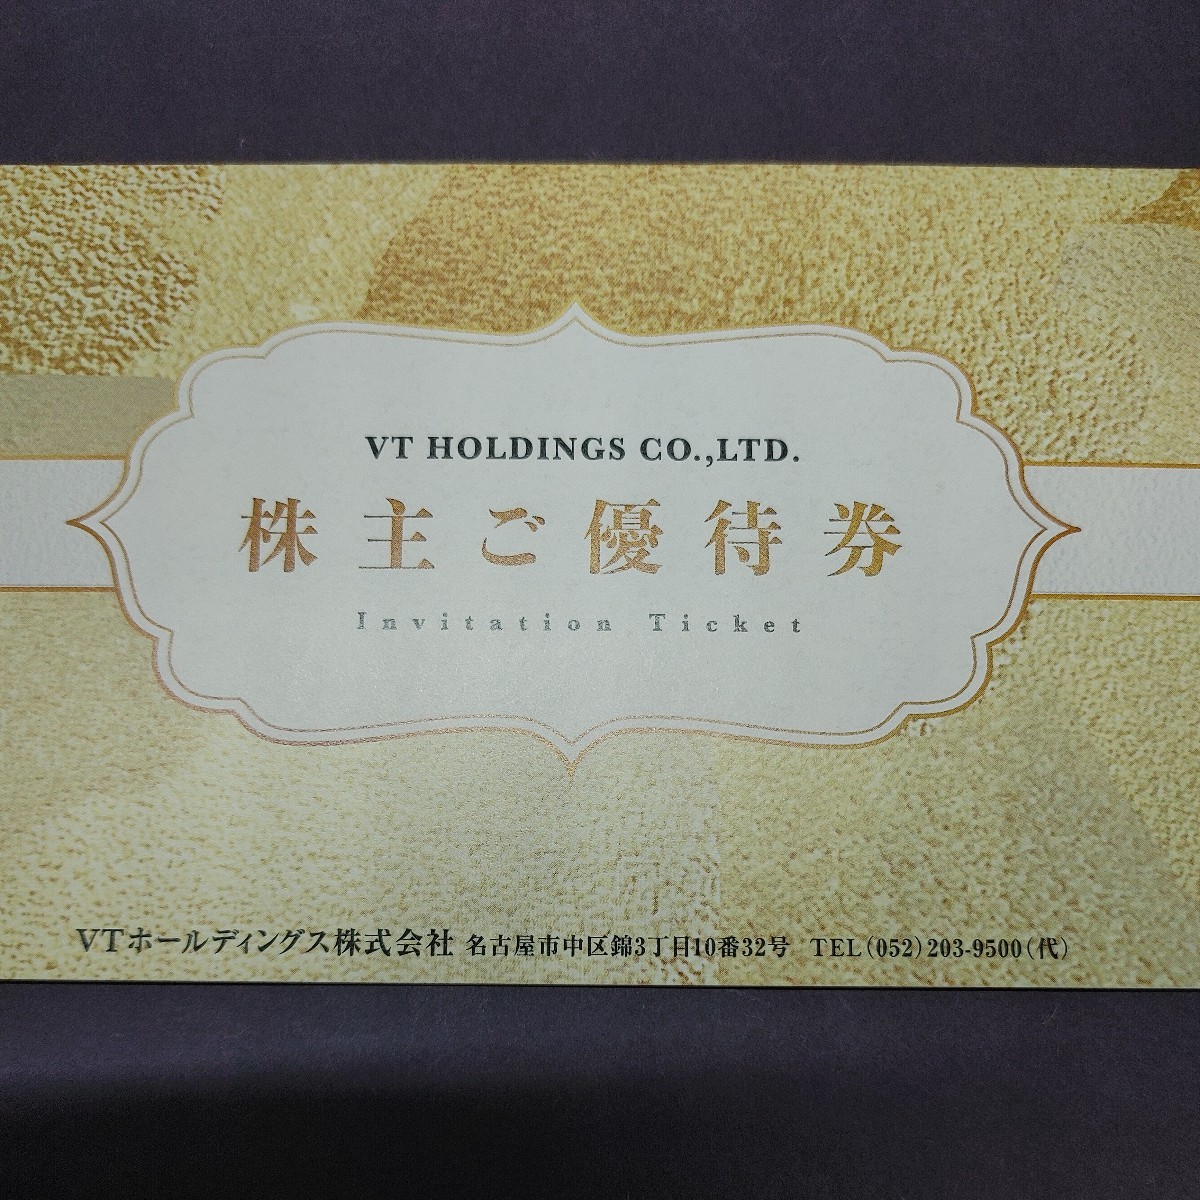 VT HOLDINGS CO.,LTD.
株主ご優待券
Invitation Ticket
VTホールディングス株式会社 名古屋市中区錦3丁目10番32号 TEL(052)203-9500(代)